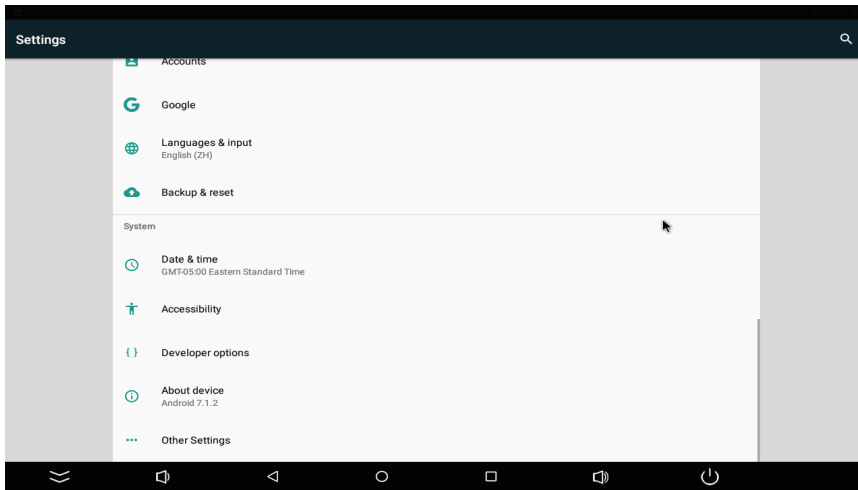 Settings
Accounts
Google
Languages & input
English (ZH)
Backup & reset
System
Date & time
GMT-05:00 Eastern Standard Time
Accessibility
Developer options
About device
Android 7.1.2
Other Settings